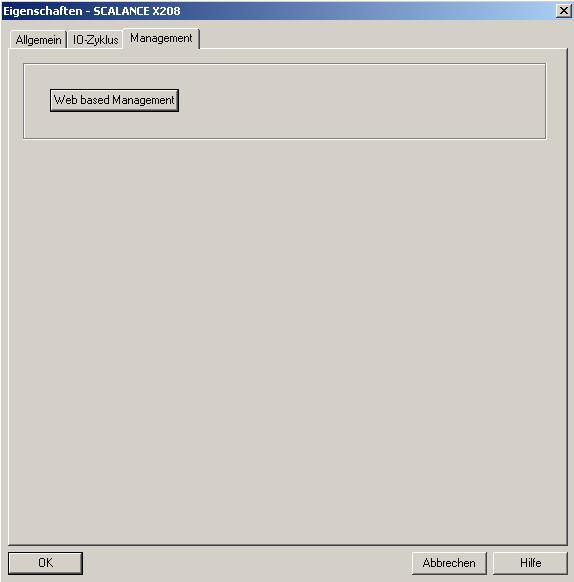 Eigenschaften - SCALANCE X208
Allgemein IO-Zyklus Management
Web based Management
OK Abbrechen Hilfe